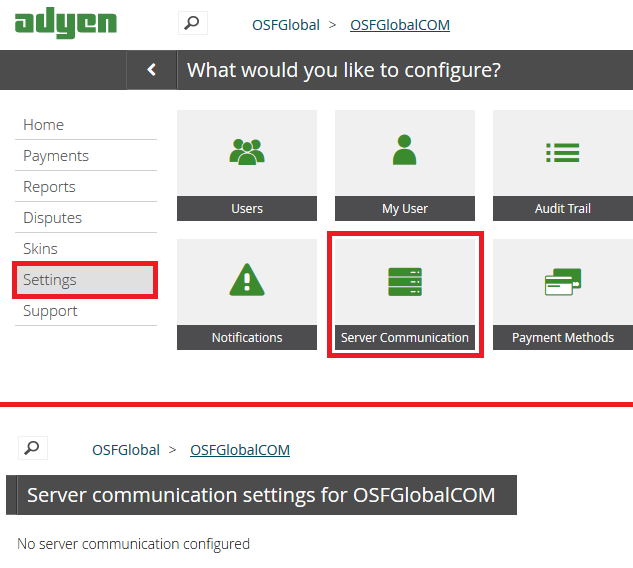 adyen
OSFGlobal > OSFGlobalCOM
What would you like to configure?
Home
Payments
Reports
Disputes
Skins
Settings
Support
Users
My User
Audit Trail
Notifications
Server Communication
Payment Methods
OSFGlobal > OSFGlobalCOM
Server communication settings for OSFGlobalCOM
No server communication configured